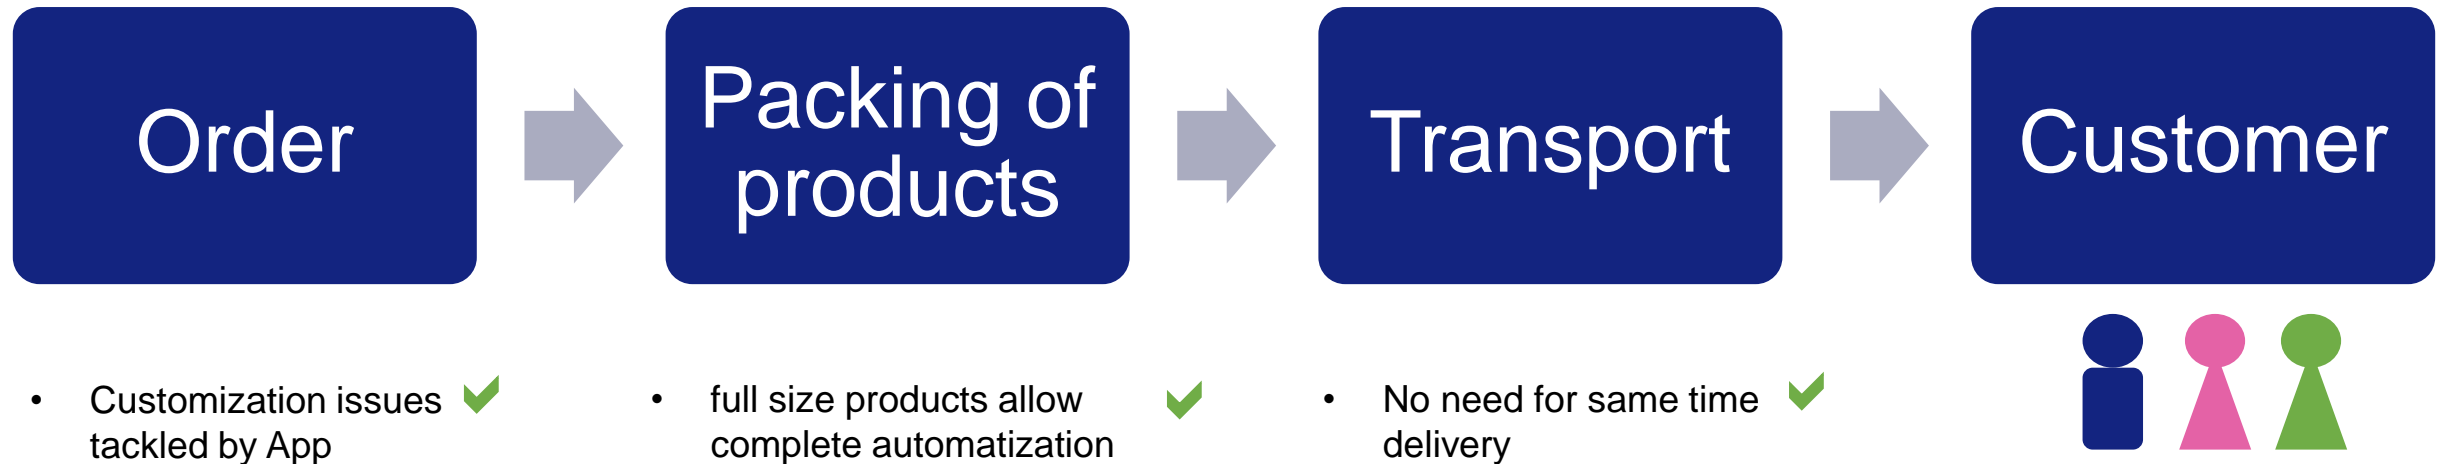 Order
Packing of
products
Transport
Customer
• Customization issues
tackled by App
• full size products allow
complete automatization
• No need for same time
delivery